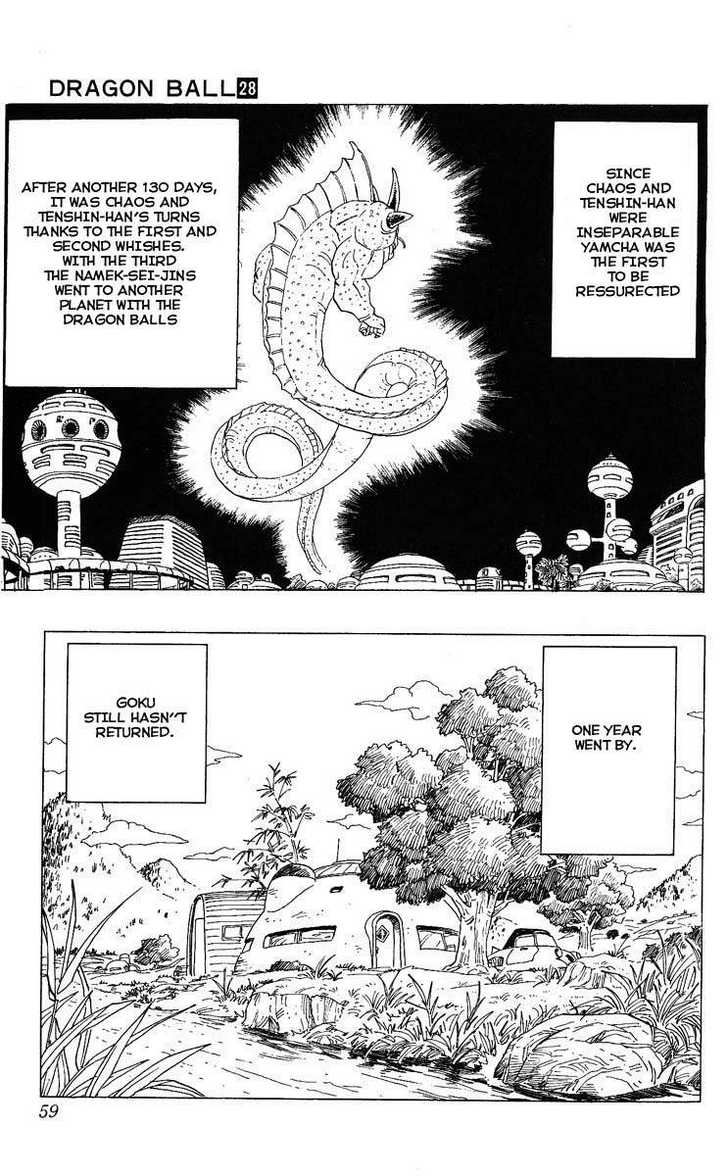 DRAGON BALL 28
SINCE
CHAOS AND
TENSHIN-HAN
WERE
INSEPARABLE
YAMCHA WAS
THE FIRST
TO BE
RESSURECTED
AFTER ANOTHER 130 DAYS,
IT WAS CHAOS AND
TENSHIN-HAN'S TURNS
THANKS TO THE FIRST AND
SECOND WHISHES.
WITH THE THIRD
THE NAMEK-SEI-JINS
WENT TO ANOTHER
PLANET WITH THE
DRAGON BALLS
ONE YEAR
WENT BY.
GOKU
STILL HASN"T
RETURNED.
59